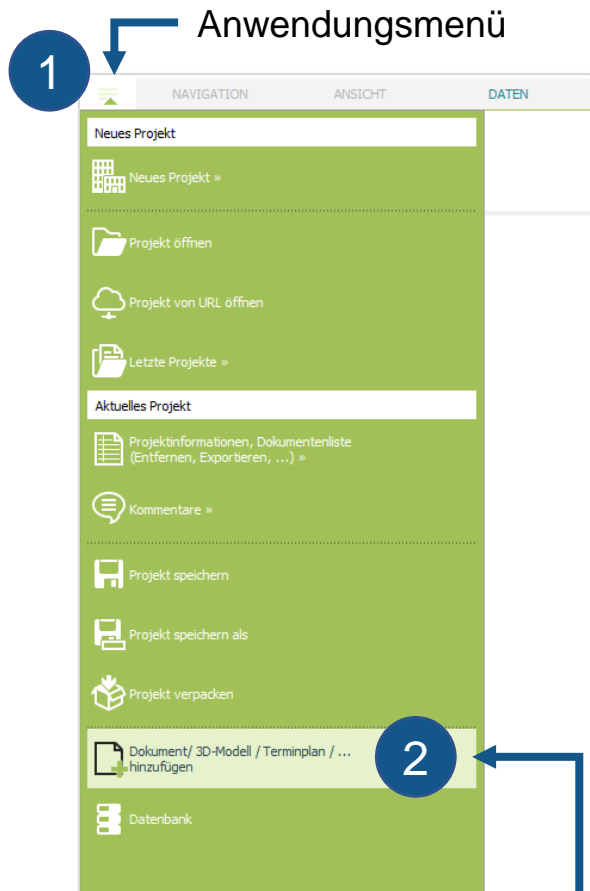 Anwendungsmenü
1
NAVIGATION ANSICHT DATEN
Neues Projekt
Neues Projekt »
Projekt öffnen
Projekt von URL öffnen
Letzte Projekte »
Aktuelles Projekt
Projektinformationen, Dokumentenliste
(Entfernen, Exportieren, ...) »
Kommentare »
Projekt speichern
Projekt speichern als
Projekt verpacken
Dokument/ 3D-Modell / Terminplan / ...
hinzufügen
2
Datenbank